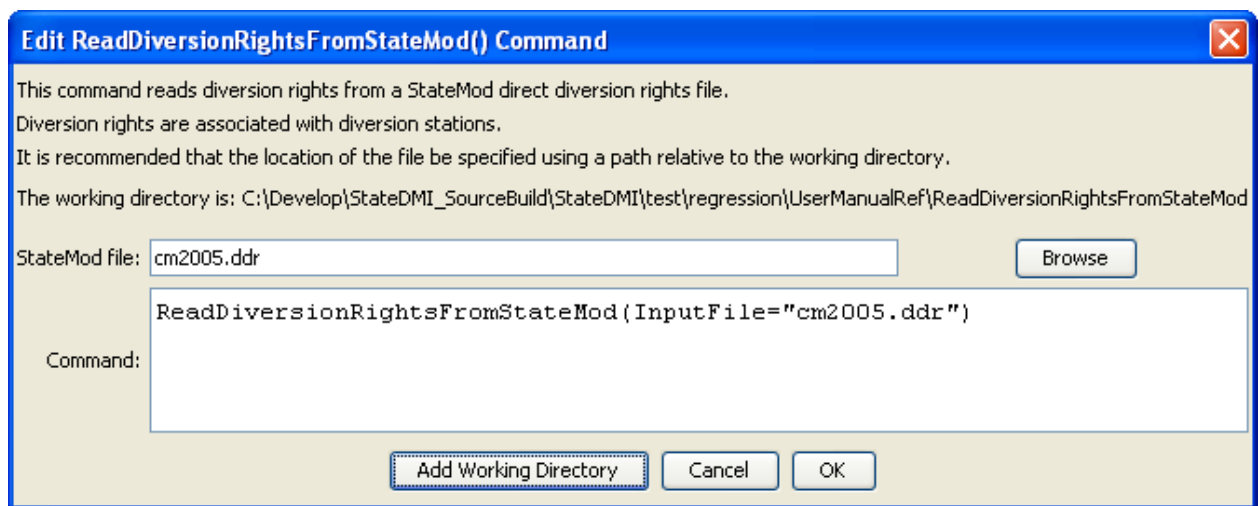 Edit ReadDiversionRightsFromStateMod() Command
This command reads diversion rights from a StateMod direct diversion rights file.
Diversion rights are associated with diversion stations.
It is recommended that the location of the file be specified using a path relative to the working directory.
The working directory is: C:\Develop\StateDMI_SourceBuild\StateDMI\test\regression\UserManualRef\ReadDiversionRightsFromStateMod
StateMod file: cm2005.ddr Browse
Command: ReadDiversionRightsFromStateMod(InputFile="cm2005.ddr")
Add Working Directory Cancel OK